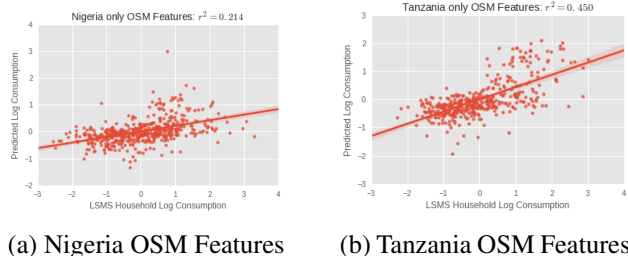 Nigeria only OSM Features: r² = 0.214
Predicted Log Consumption
4
3
2
1
0
−1
−2
−3 −2 −1 0 1 2 3 4
LSMS Household Log Consumption
(a) Nigeria OSM Features
Tanzania only OSM Features: r² = 0.450
Predicted Log Consumption
3
2
1
0
−1
−2
−3
−3 −2 −1 0 1 2 3 4
LSMS Household Log Consumption
(b) Tanzania OSM Features